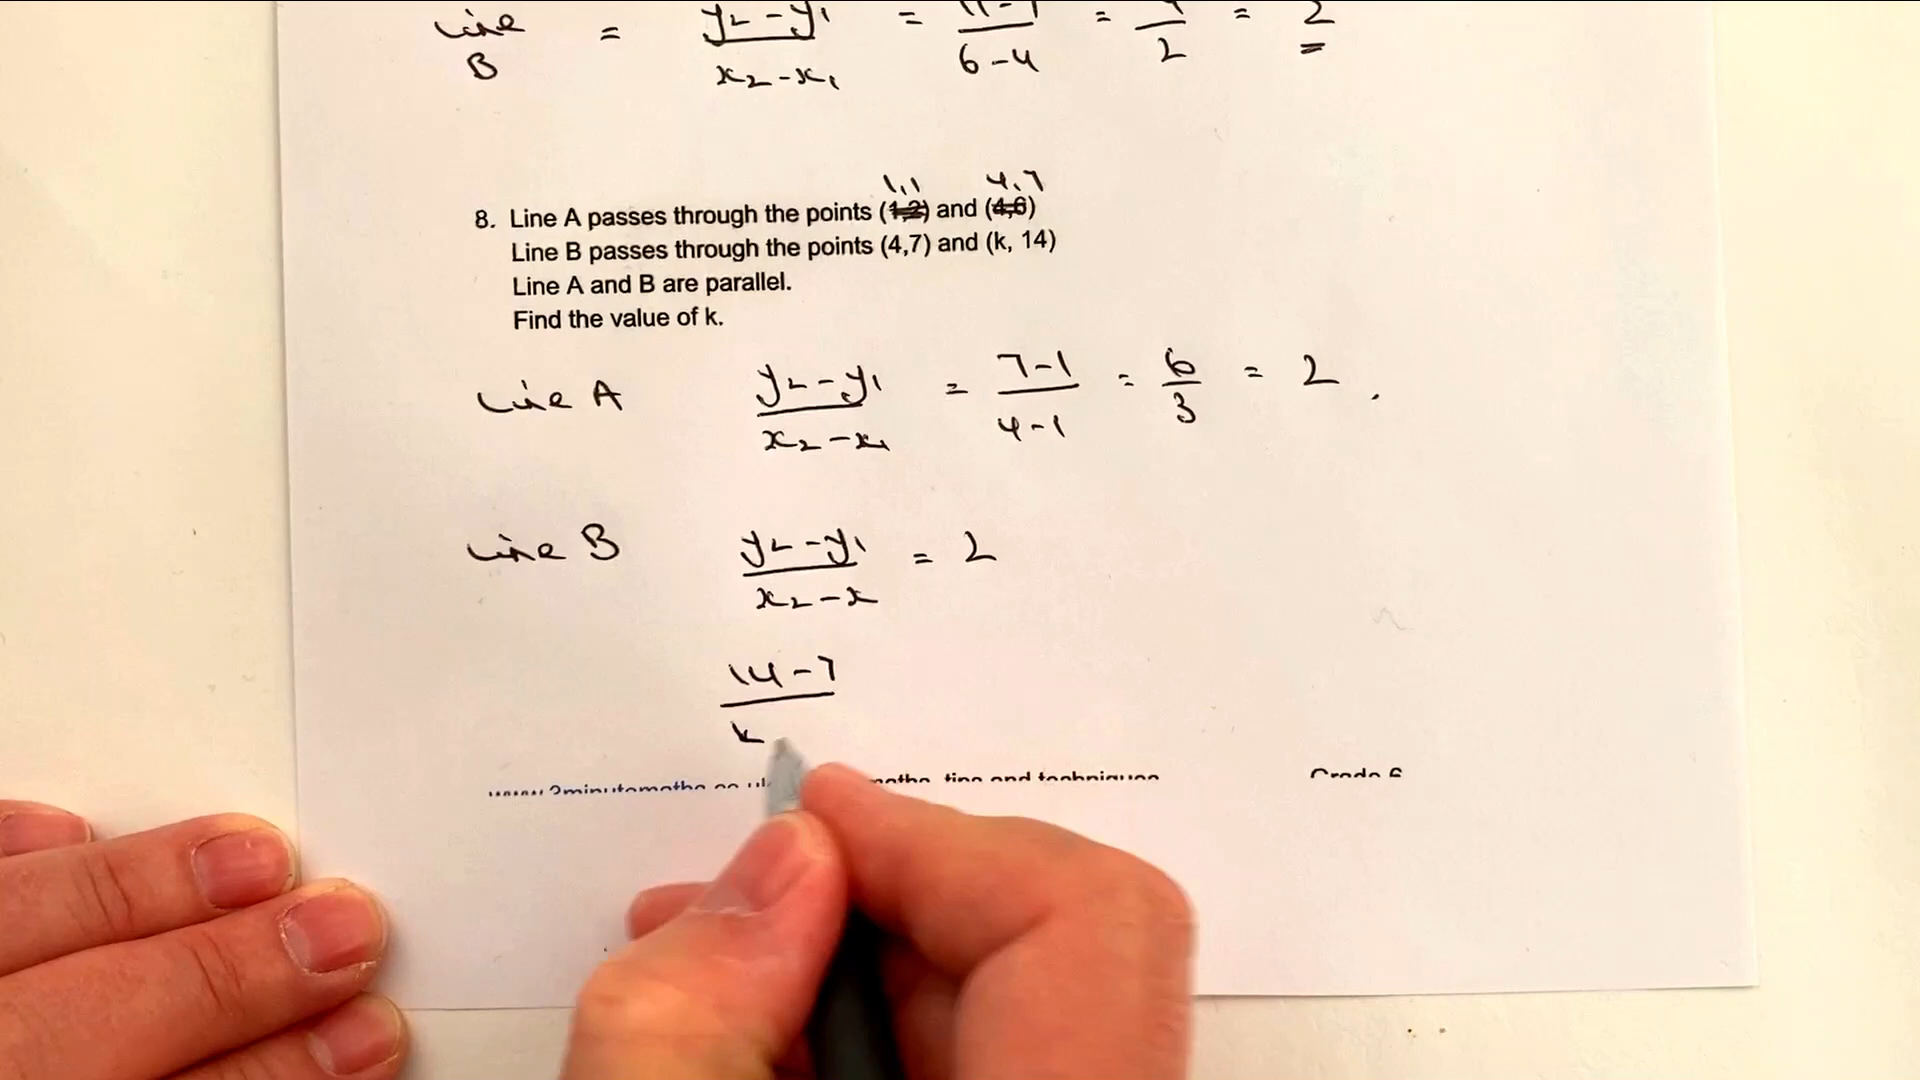 Line = y2-y1 = 11-7 = 4 = 2
B x2-x1 6-4 2
1,1 4,7
8. Line A passes through the points (1,2) and (4,6)
Line B passes through the points (4,7) and (k, 14)
Line A and B are parallel.
Find the value of k.
Line A y2-y1 = 7-1 = 6 = 2
x2-x1 4-1 3
Line B y2-y1 = 2
x2-x
14-7
k